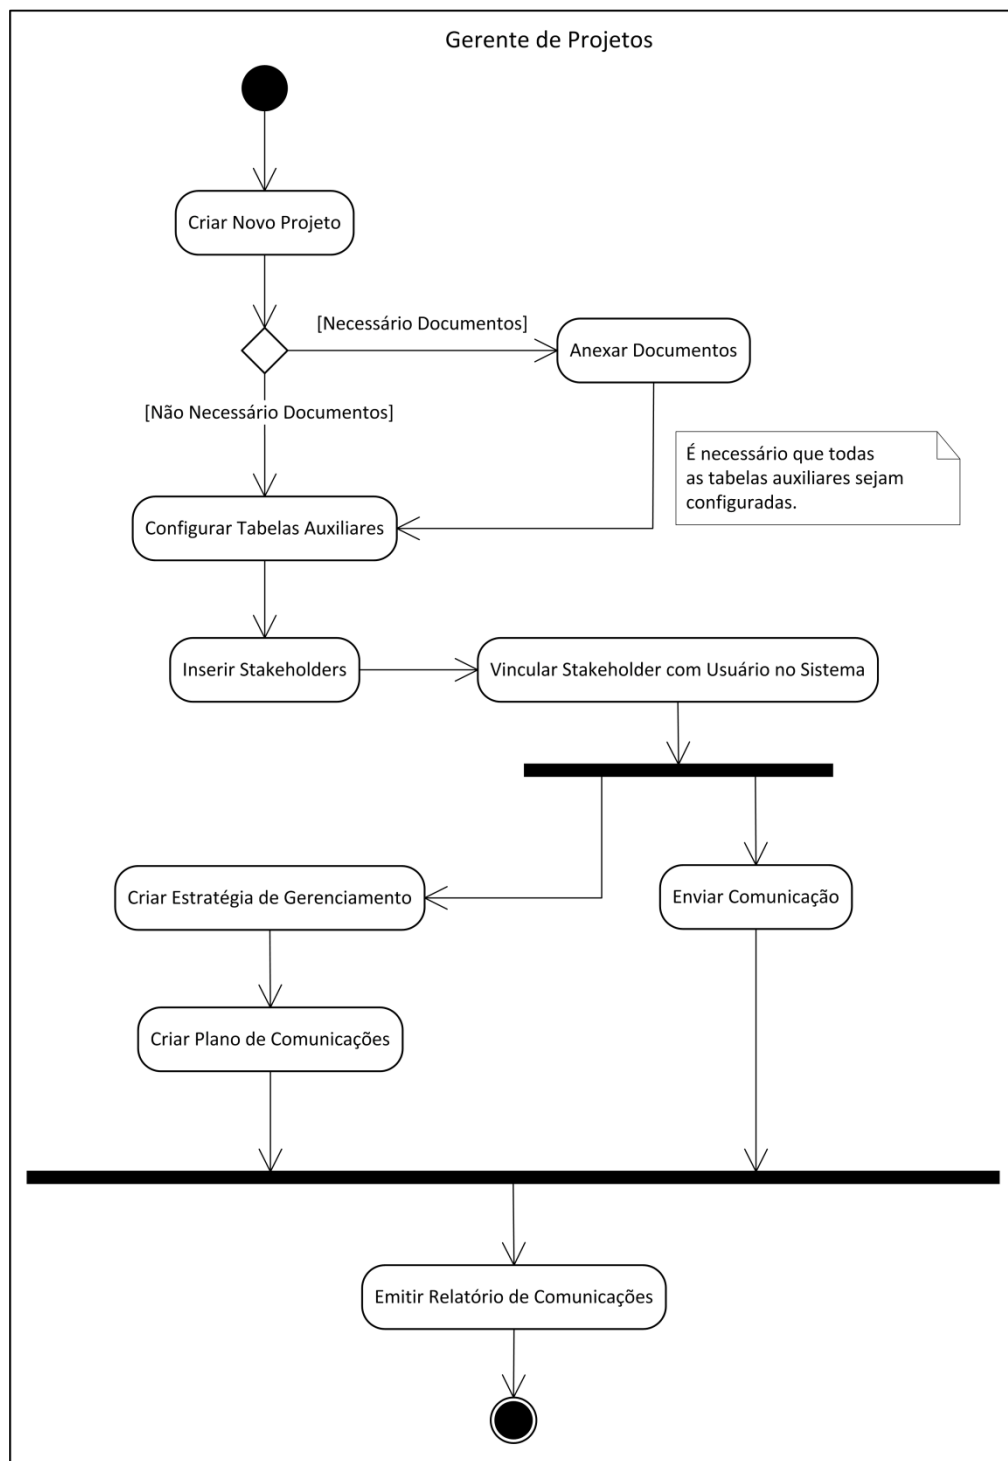 Gerente de Projetos
Criar Novo Projeto
[Necessário Documentos]
Anexar Documentos
[Não Necessário Documentos]
É necessário que todas
as tabelas auxiliares sejam
configuradas.
Configurar Tabelas Auxiliares
Inserir Stakeholders
Vincular Stakeholder com Usuário no Sistema
Criar Estratégia de Gerenciamento
Enviar Comunicação
Criar Plano de Comunicações
Emitir Relatório de Comunicações